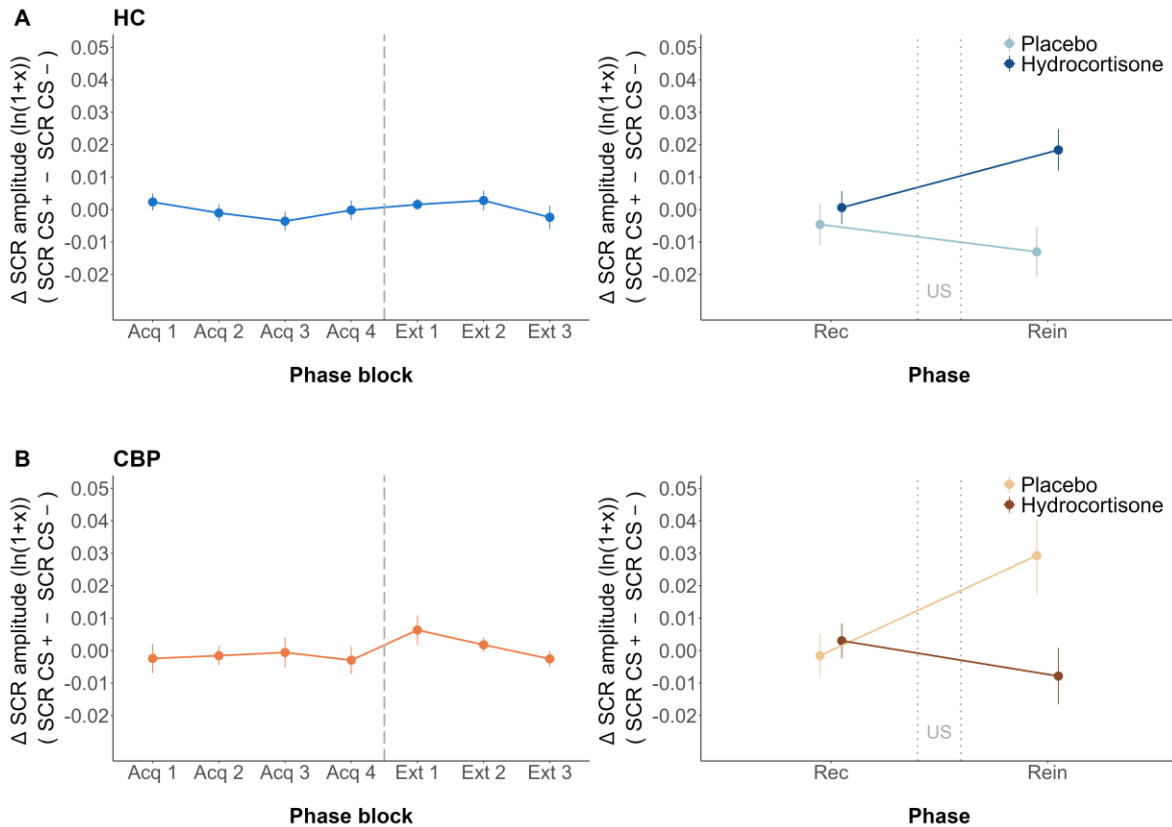 A
HC
Δ SCR amplitude (ln(1+x))
( SCR CS + − SCR CS − )
0.05
0.04
0.03
0.02
0.01
0.00
-0.01
-0.02
Acq 1 Acq 2 Acq 3 Acq 4 Ext 1 Ext 2 Ext 3
Phase block
Δ SCR amplitude (ln(1+x))
( SCR CS + − SCR CS − )
0.05
0.04
0.03
0.02
0.01
0.00
-0.01
-0.02
Placebo
Hydrocortisone
US
Rec Rein
Phase
B
CBP
Δ SCR amplitude (ln(1+x))
( SCR CS + − SCR CS − )
0.05
0.04
0.03
0.02
0.01
0.00
-0.01
-0.02
Acq 1 Acq 2 Acq 3 Acq 4 Ext 1 Ext 2 Ext 3
Phase block
Δ SCR amplitude (ln(1+x))
( SCR CS + − SCR CS − )
0.05
0.04
0.03
0.02
0.01
0.00
-0.01
-0.02
Placebo
Hydrocortisone
US
Rec Rein
Phase